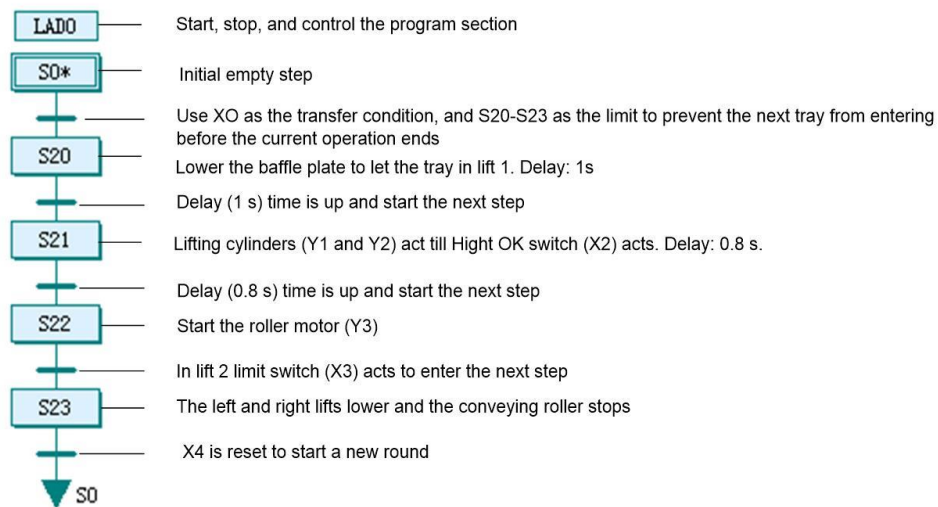 LAD0 Start, stop, and control the program section
S0* Initial empty step
Use XO as the transfer condition, and S20-S23 as the limit to prevent the next tray from entering
before the current operation ends
S20
Lower the baffle plate to let the tray in lift 1. Delay: 1s
Delay (1 s) time is up and start the next step
S21 Lifting cylinders (Y1 and Y2) act till Hight OK switch (X2) acts. Delay: 0.8 s.
Delay (0.8 s) time is up and start the next step
S22 Start the roller motor (Y3)
In lift 2 limit switch (X3) acts to enter the next step
S23 The left and right lifts lower and the conveying roller stops
X4 is reset to start a new round
S0